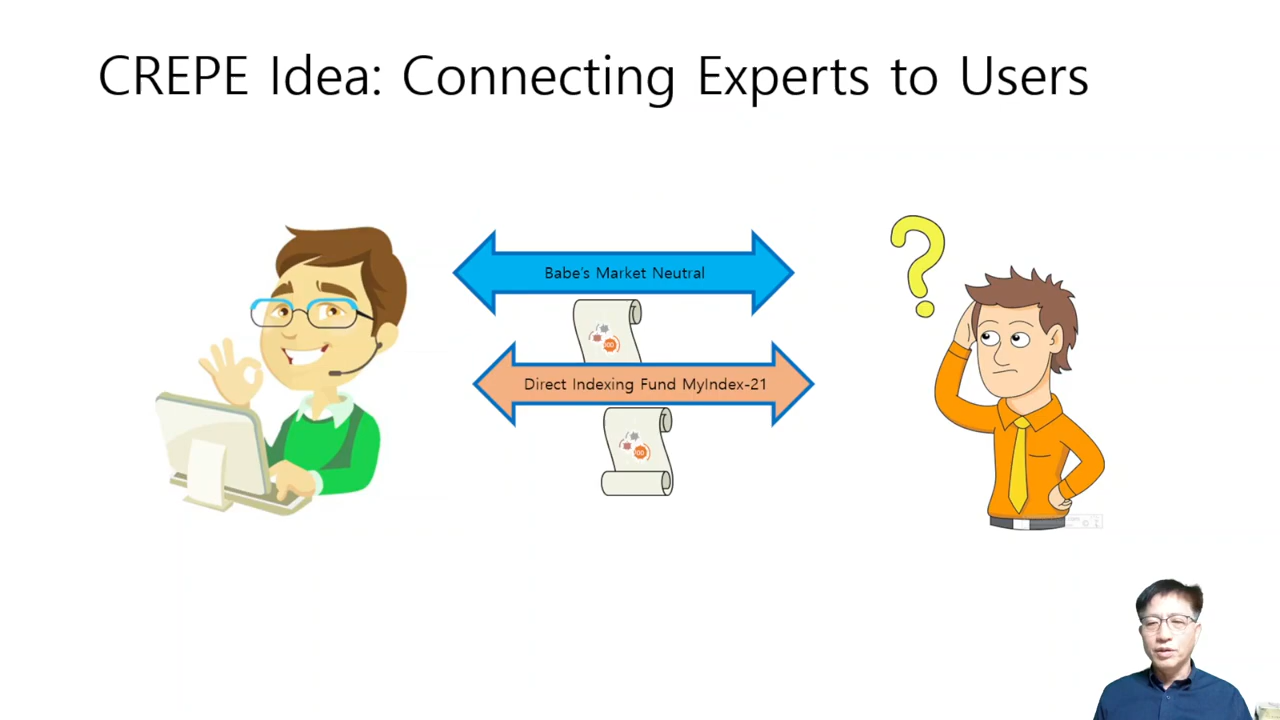 CREPE Idea: Connecting Experts to Users
Babe's Market Neutral
Direct Indexing Fund MyIndex-21